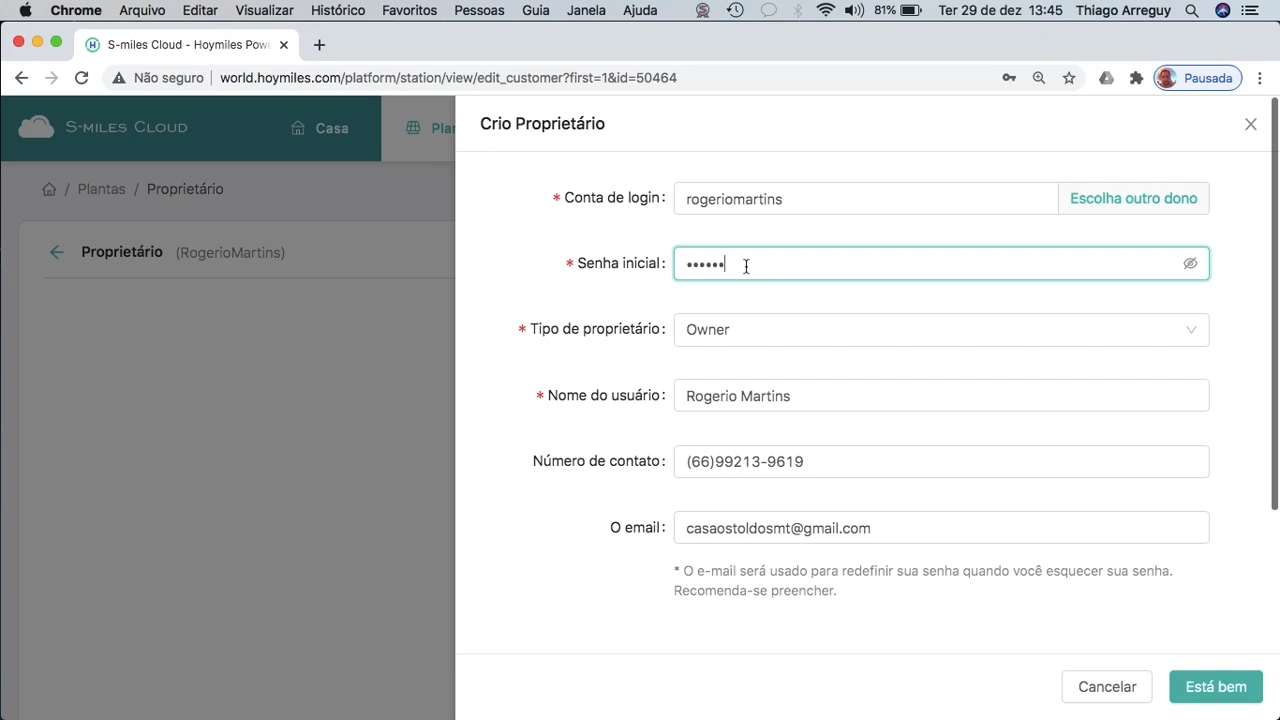 Chrome Arquivo Editar Visualizar Histórico Favoritos Pessoas Guia Janela Ajuda 81% Ter 29 de dez 13:45 Thiago Arreguy
S-miles Cloud - Hoymiles Powe
Não seguro world.hoymiles.com/platform/station/view/edit_customer?first=1&id=50464 Pausada
S-MILES CLOUD Casa Plan
Crio Proprietário
/ Plantas / Proprietário
Proprietário (RogerioMartins)
* Conta de login: rogeriomartins Escolha outro dono
* Senha inicial: ••••••
* Tipo de proprietário: Owner
* Nome do usuário: Rogerio Martins
Número de contato: (66)99213-9619
O email: casaostoldosmt@gmail.com
* O e-mail será usado para redefinir sua senha quando você esquecer sua senha.
Recomenda-se preencher.
Cancelar Está bem